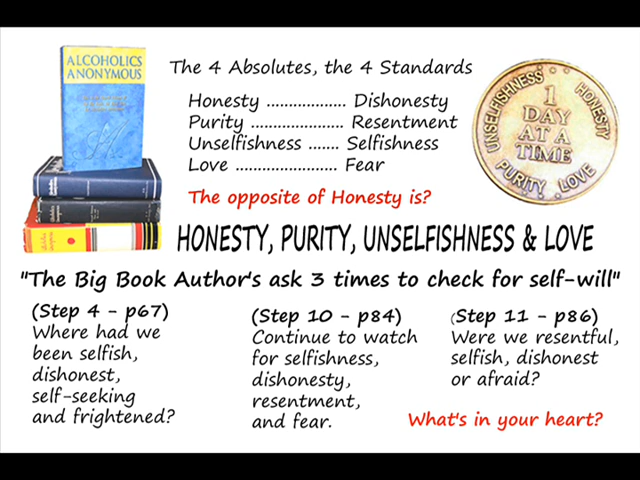 ALCOHOLICS
ANONYMOUS
The 4 Absolutes, the 4 Standards
Honesty .................. Dishonesty
Purity ..................... Resentment
Unselfishness ....... Selfishness
Love ....................... Fear
The opposite of Honesty is?
UNSELFISHNESS
HONESTY
1
DAY
AT A
TIME
PURITY LOVE
HONESTY, PURITY, UNSELFISHNESS & LOVE
"The Big Book Author's ask 3 times to check for self-will"
(Step 4 - p67)
Where had we
been selfish,
dishonest,
self-seeking
and frightened?
(Step 10 - p84)
Continue to watch
for selfishness,
dishonesty,
resentment,
and fear.
(Step 11 - p86)
Were we resentful,
selfish, dishonest
or afraid?
What's in your heart?